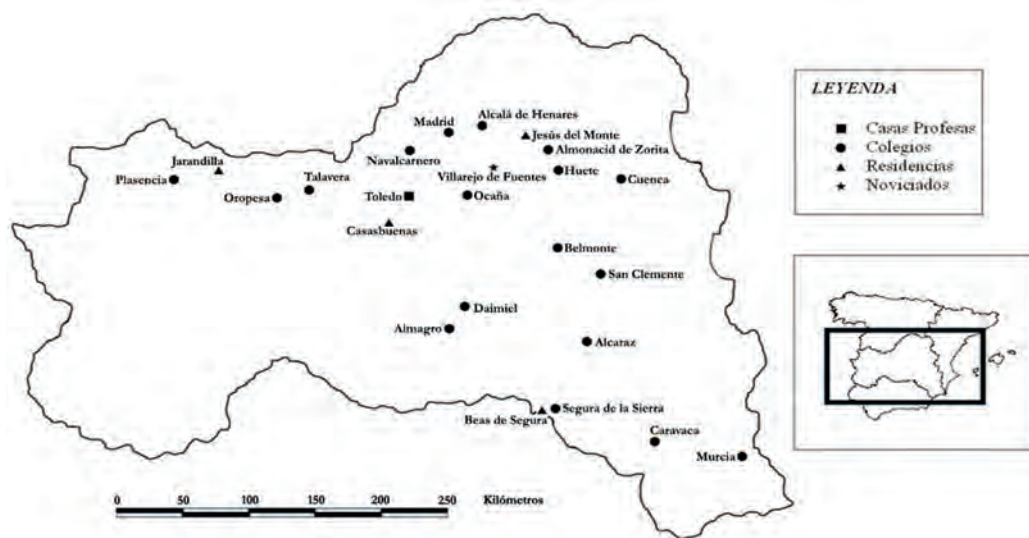 Alcalá de Henares
Madrid
Jesús del Monte
Navalcarnero
Almonacid de Zorita
Jarandilla
Plasencia
Talavera
Villarejo de Fuentes
Huete
Cuenca
Oropesa
Toledo
Ocaña
Casasbuenas
Belmonte
San Clemente
Daimiel
Almagro
Alcaraz
Segura de la Sierra
Beas de Segura
Caravaca
Murcia
0 50 100 150 200 250 Kilómetros
LEYENDA
Casas Profesas
Colegios
Residencias
Noviciados